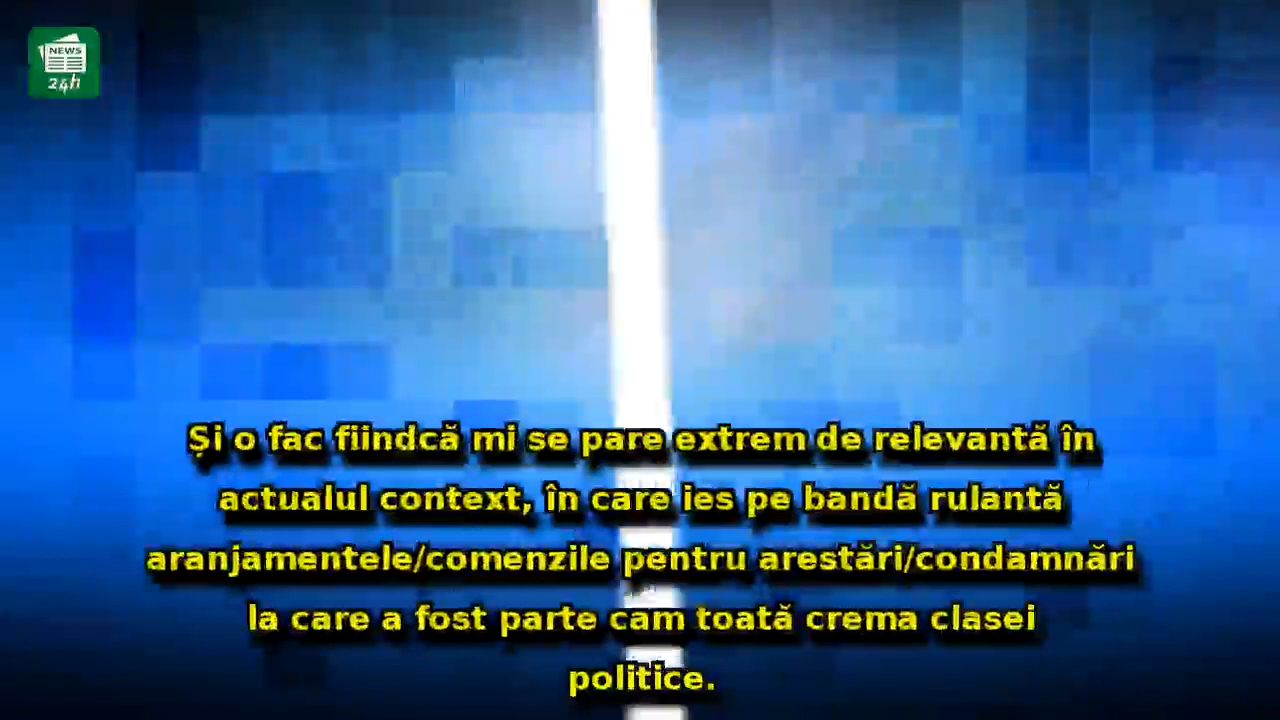 NEWS
24h
Și o fac fiindcă mi se pare extrem de relevantă în
actualul context, în care ies pe bandă rulantă
aranjamentele/comenzile pentru arestări/condamnări
la care a fost parte cam toată crema clasei
politice.